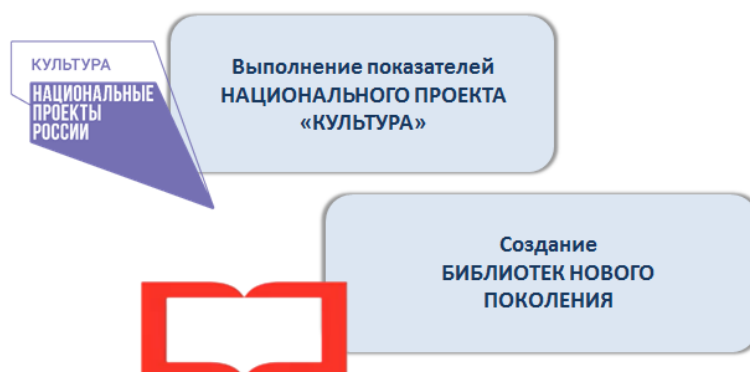 КУЛЬТУРА
НАЦИОНАЛЬНЫЕ
ПРОЕКТЫ
РОССИИ
Выполнение показателей
НАЦИОНАЛЬНОГО ПРОЕКТА
«КУЛЬТУРА»
Создание
БИБЛИОТЕК НОВОГО
ПОКОЛЕНИЯ